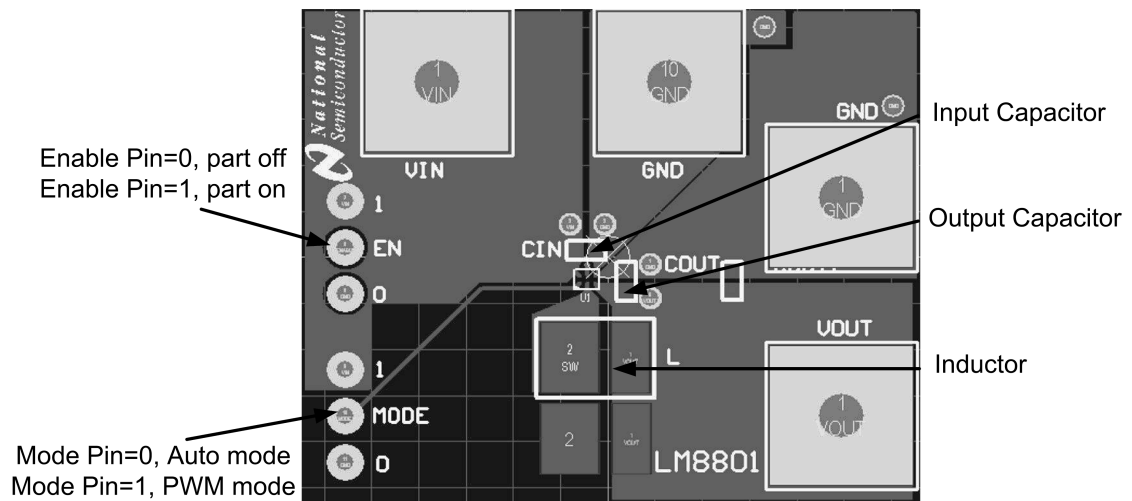 National
Semiconductor
1
VIN
VIN
10
GND
GND
GND
1
GND
Input Capacitor
Output Capacitor
Enable Pin=0, part off
Enable Pin=1, part on
1
EN
0
CIN
COUT
U1
VOUT
1
VOUT
2
SW
L
Inductor
1
MODE
0
2
LM8801
Mode Pin=0, Auto mode
Mode Pin=1, PWM mode